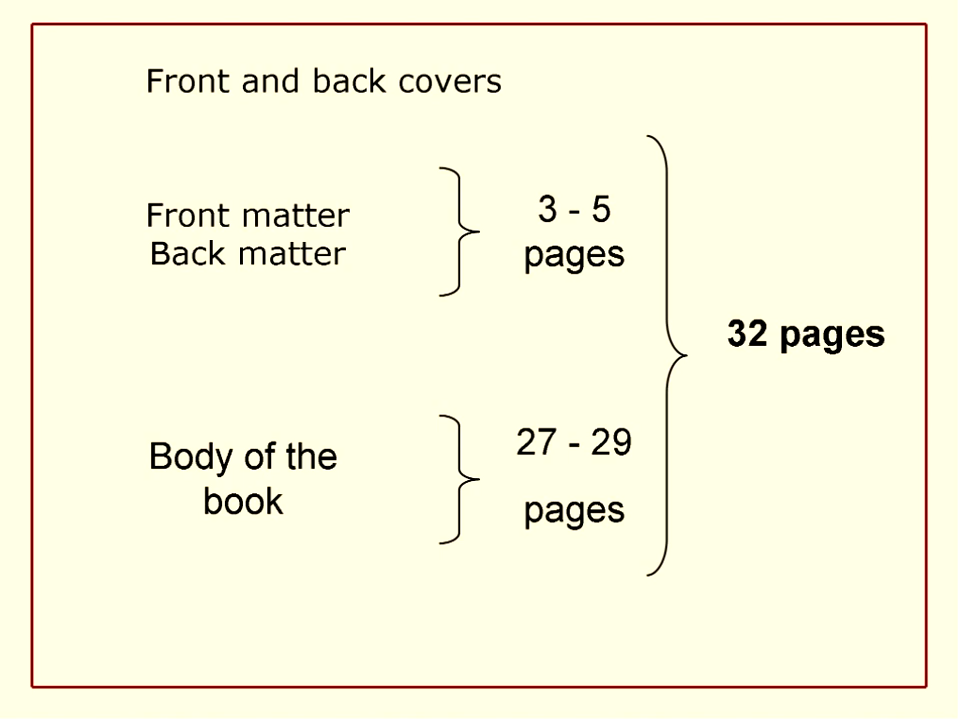 Front and back covers
Front matter
Back matter
3 - 5
pages
32 pages
Body of the
book
27 - 29
pages